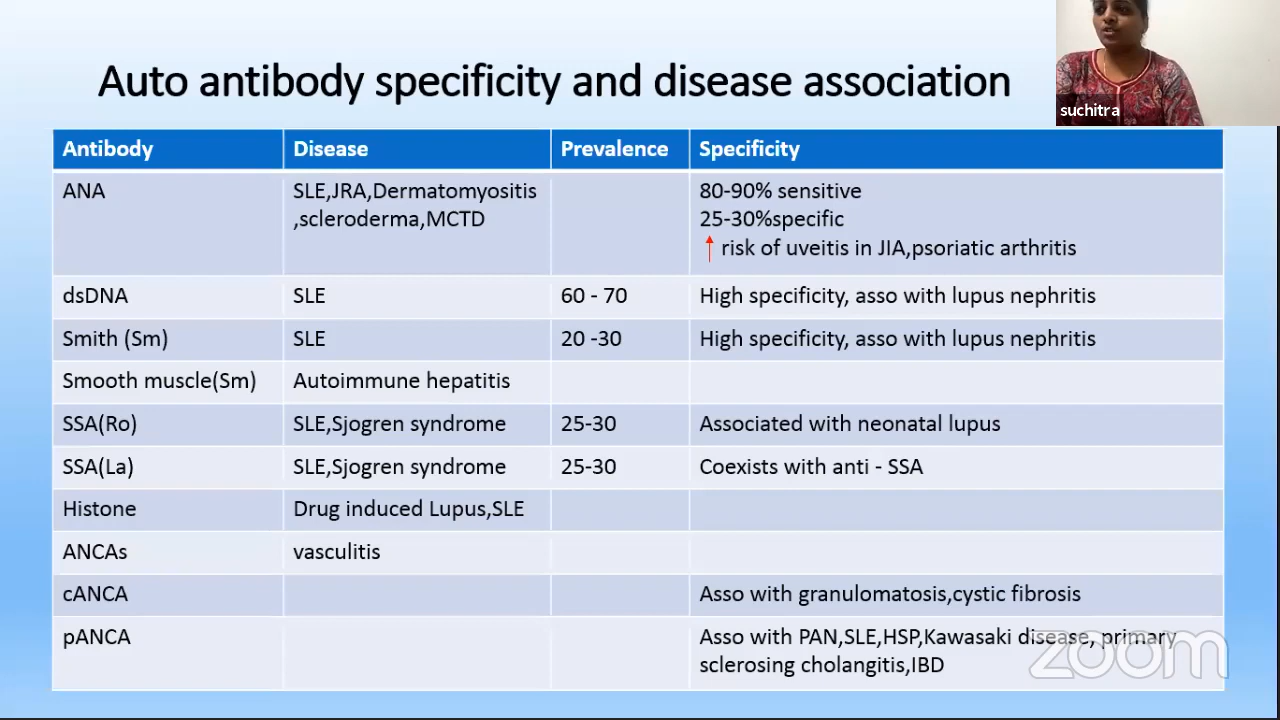 Auto antibody specificity and disease association
suchitra
Antibody Disease Prevalence Specificity
ANA SLE,JRA,Dermatomyositis 80-90% sensitive
,scleroderma,MCTD 25-30%specific
↑ risk of uveitis in JIA,psoriatic arthritis
dsDNA SLE 60 - 70 High specificity, asso with lupus nephritis
Smith (Sm) SLE 20 -30 High specificity, asso with lupus nephritis
Smooth muscle(Sm) Autoimmune hepatitis
SSA(Ro) SLE,Sjogren syndrome 25-30 Associated with neonatal lupus
SSA(La) SLE,Sjogren syndrome 25-30 Coexists with anti - SSA
Histone Drug induced Lupus,SLE
ANCAs vasculitis
cANCA Asso with granulomatosis,cystic fibrosis
pANCA Asso with PAN,SLE,HSP,Kawasaki disease, primary
sclerosing cholangitis,IBD
zoom